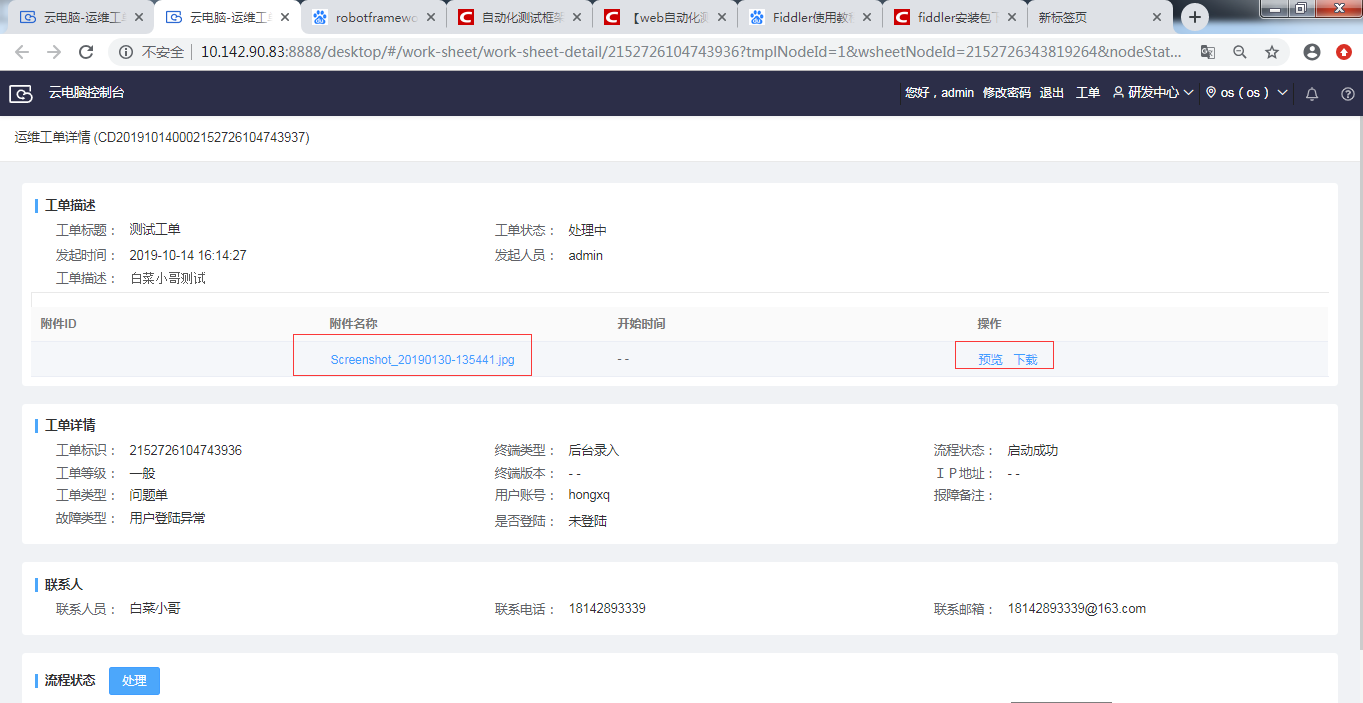 云电脑-运维工 云电脑-运维工 robotframewo 自动化测试框架 【web自动化测 Fiddler使用教程 fiddler安装包下 新标签页
不安全 10.142.90.83:8888/desktop/#/work-sheet/work-sheet-detail/2152726104743936?tmplNodeId=1&wsheetNodeId=2152726343819264&nodeStat...
云电脑控制台 您好，admin 修改密码 退出 工单 研发中心 os ( os )
运维工单详情 (CD201910140002152726104743937)
工单描述
工单标题： 测试工单 工单状态： 处理中
发起时间： 2019-10-14 16:14:27 发起人员： admin
工单描述： 白菜小哥测试
附件ID 附件名称 开始时间 操作
Screenshot_20190130-135441.jpg - - 预览 下载
工单详情
工单标识： 2152726104743936 终端类型： 后台录入 流程状态： 启动成功
工单等级： 一般 终端版本： - - ＩＰ地址： - -
工单类型： 问题单 用户账号： hongxq 报障备注：
故障类型： 用户登陆异常 是否登陆： 未登陆
联系人
联系人员： 白菜小哥 联系电话： 18142893339 联系邮箱： 18142893339@163.com
流程状态 处理